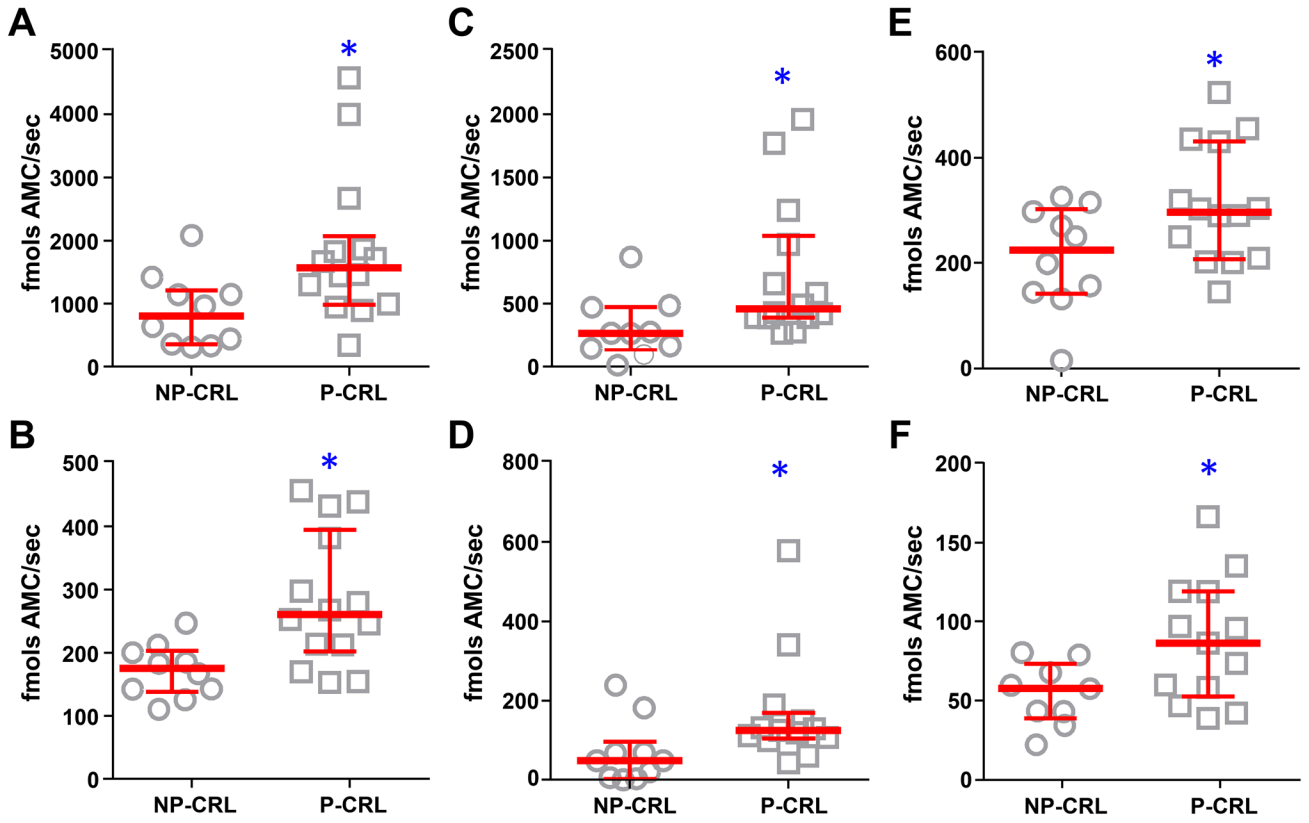 A
fmols AMC/sec
5000
4000
3000
2000
1000
0
*
NP-CRL P-CRL
C
fmols AMC/sec
2500
2000
1500
1000
500
0
*
NP-CRL P-CRL
E
fmols AMC/sec
600
400
200
0
*
NP-CRL P-CRL
B
fmols AMC/sec
500
400
300
200
100
0
*
NP-CRL P-CRL
D
fmols AMC/sec
800
600
400
200
0
*
NP-CRL P-CRL
F
fmols AMC/sec
200
150
100
50
0
*
NP-CRL P-CRL